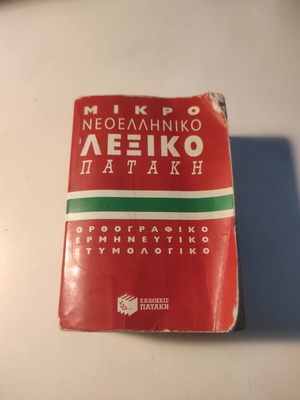 ΜΙΚΡΟ
ΝΕΟΕΛΛΗΝΙΚΟ
ΛΕΞΙΚΟ
ΠΑΤΑΚΗ
ΟΡΘΟΓΡΑΦΙΚΟ
ΕΡΜΗΝΕΥΤΙΚΟ
ΕΤΥΜΟΛΟΓΙΚΟ
ΕΚΔΟΣΕΙΣ
ΠΑΤΑΚΗ